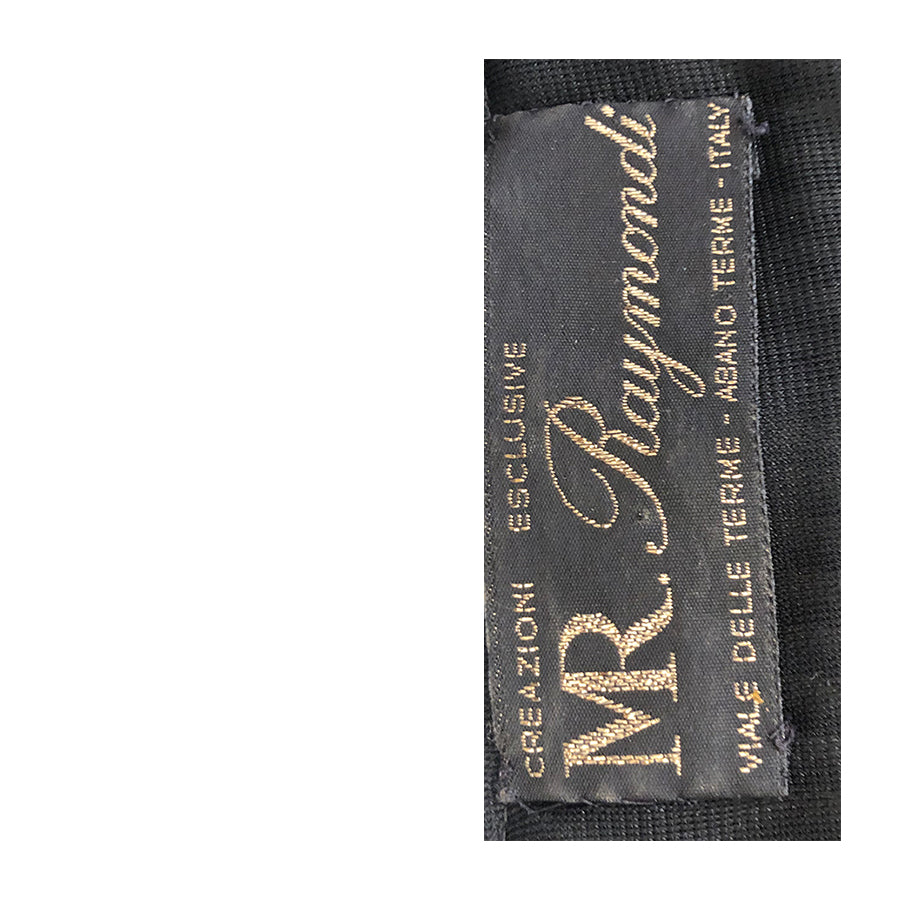 CREAZIONI ESCLUSIVE
MR. Raymondi
VIALE DELLE TERME - ABANO TERME - ITALY